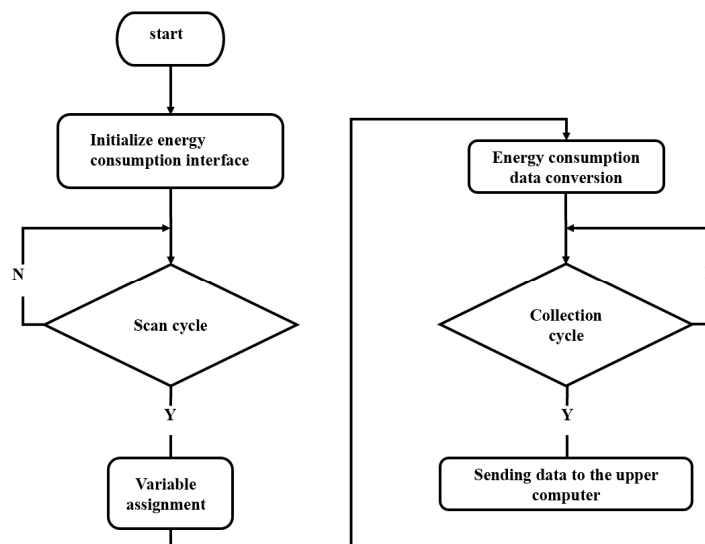 start
Initialize energy
consumption interface
N
Scan cycle
Y
Variable
assignment
Energy consumption
data conversion
Collection
cycle
Y
Sending data to the upper
computer